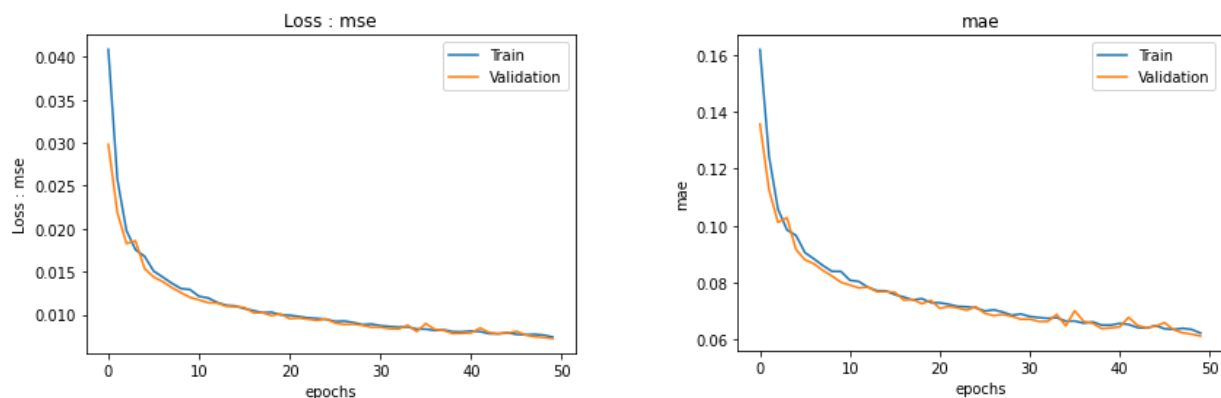 Loss : mse
Loss : mse
0.040
0.035
0.030
0.025
0.020
0.015
0.010
0 10 20 30 40 50
epochs
Train
Validation
mae
mae
0.16
0.14
0.12
0.10
0.08
0.06
0 10 20 30 40 50
epochs
Train
Validation